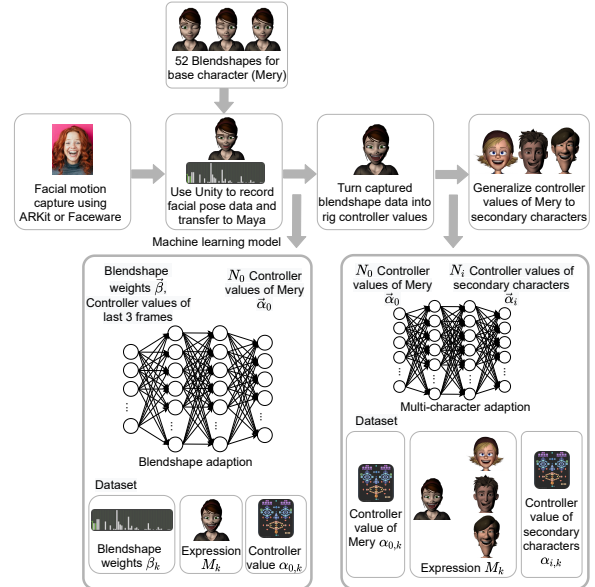 52 Blendshapes for
base character (Mery)
Facial motion
capture using
ARKit or Faceware
Use Unity to record
facial pose data and
transfer to Maya
Turn captured
blendshape data into
rig controller values
Generalize controller
values of Mery to
secondary characters
Machine learning model
Blendshape
weights β⃗,
Controller values of
last 3 frames
N₀ Controller
values of Mery
α⃗₀
Blendshape adaption
Dataset
Blendshape
weights βₖ
Expression
Mₖ
Controller
value α₀,ₖ
N₀ Controller
values of Mery
α⃗₀
Nᵢ Controller values of
secondary characters
α⃗ᵢ
Multi-character adaption
Dataset
Controller
value of
Mery α₀,ₖ
Expression Mₖ
Controller
value of
secondary
characters
αᵢ,ₖ